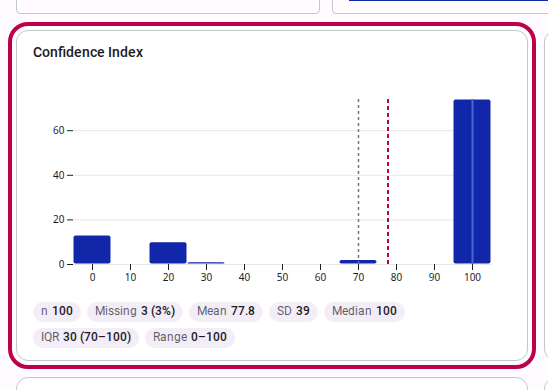 Confidence Index
60
40
20
0
0 10 20 30 40 50 60 70 80 90 100
n 100 Missing 3 (3%) Mean 77.8 SD 39 Median 100
IQR 30 (70–100) Range 0–100